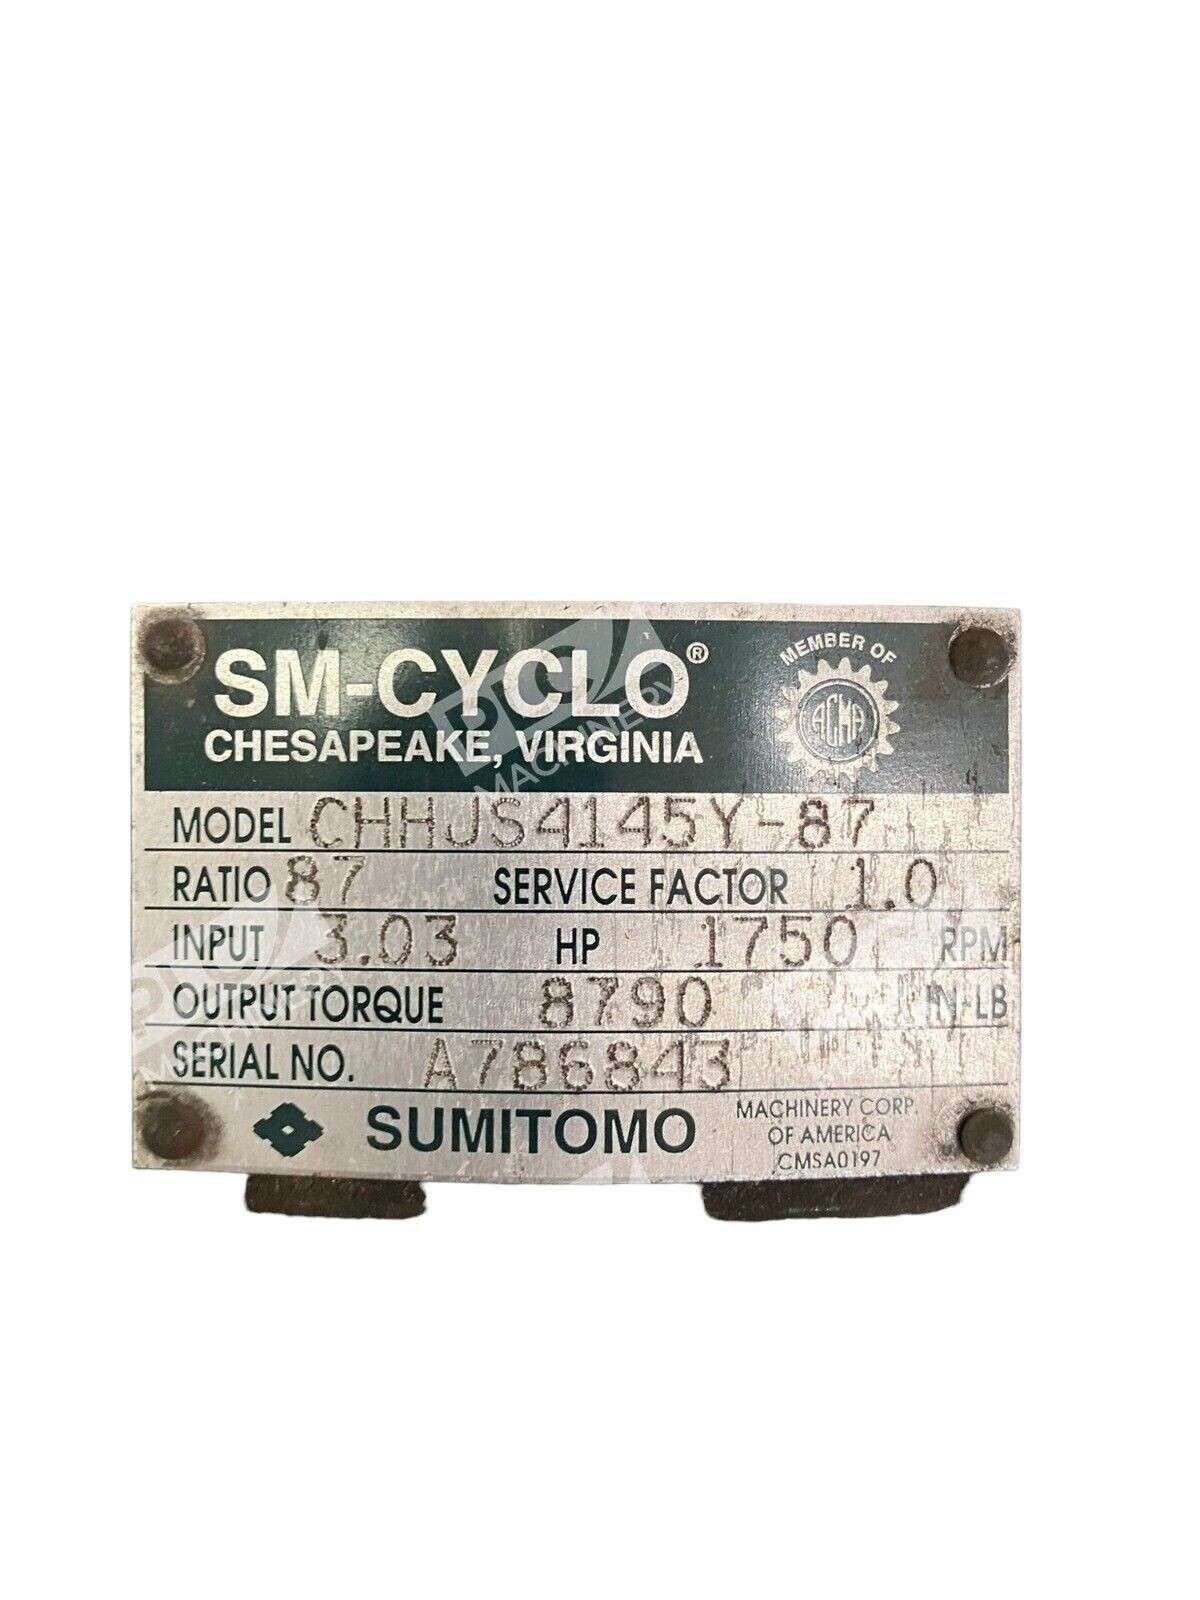 SM-CYCLO®
CHESAPEAKE, VIRGINIA
MEMBER OF
AGMA
MODEL CHHJS4145Y-87
RATIO 87 SERVICE FACTOR 1.0
INPUT 3.03 HP 1750 RPM
OUTPUT TORQUE 8790 IN-LB
SERIAL NO. A786843
SUMITOMO
MACHINERY CORP.
OF AMERICA
CMSA0197
MACHINERY